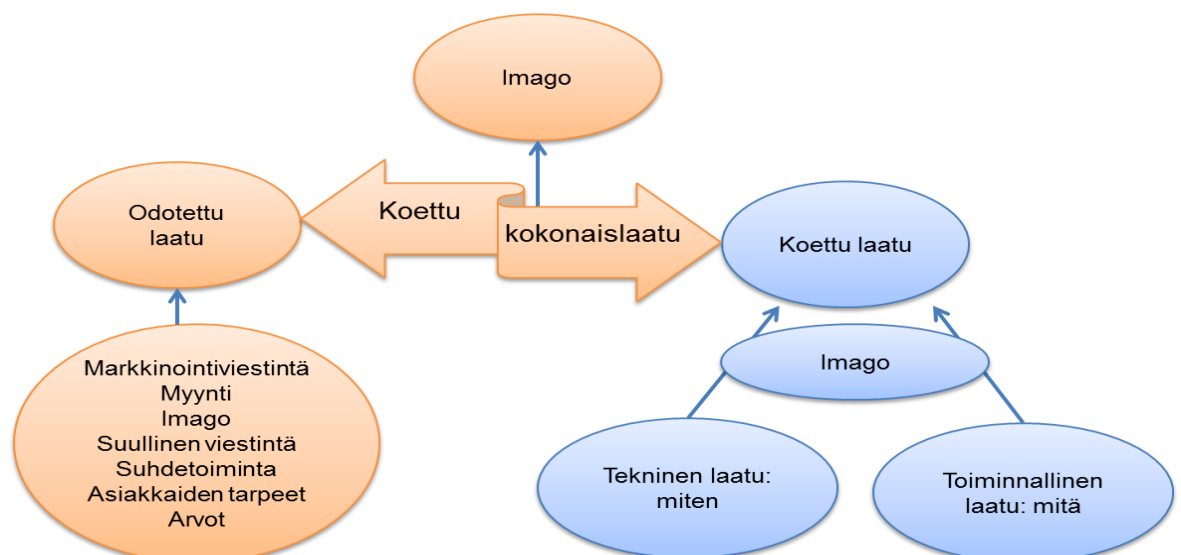 Imago
Odotettu
laatu
Koettu
kokonaislaatu
Koettu laatu
Markkinointiviestintä
Myynti
Imago
Suullinen viestintä
Suhdetoiminta
Asiakkaiden tarpeet
Arvot
Imago
Tekninen laatu:
miten
Toiminnallinen
laatu: mitä